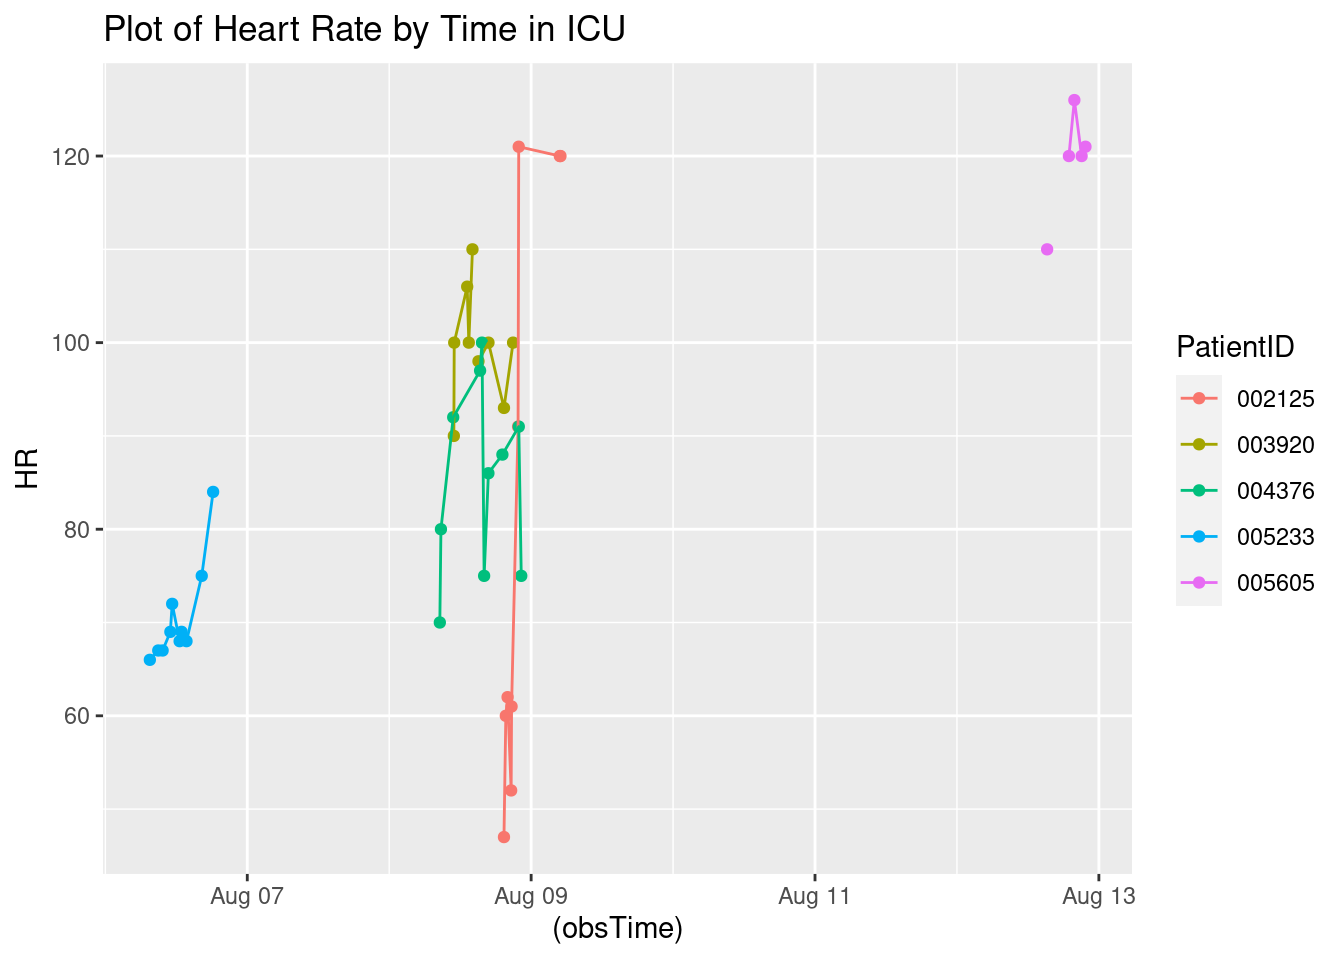 Plot of Heart Rate by Time in ICU
120
100
80
60
HR
Aug 07
Aug 09
Aug 11
Aug 13
(obsTime)
PatientID
002125
003920
004376
005233
005605